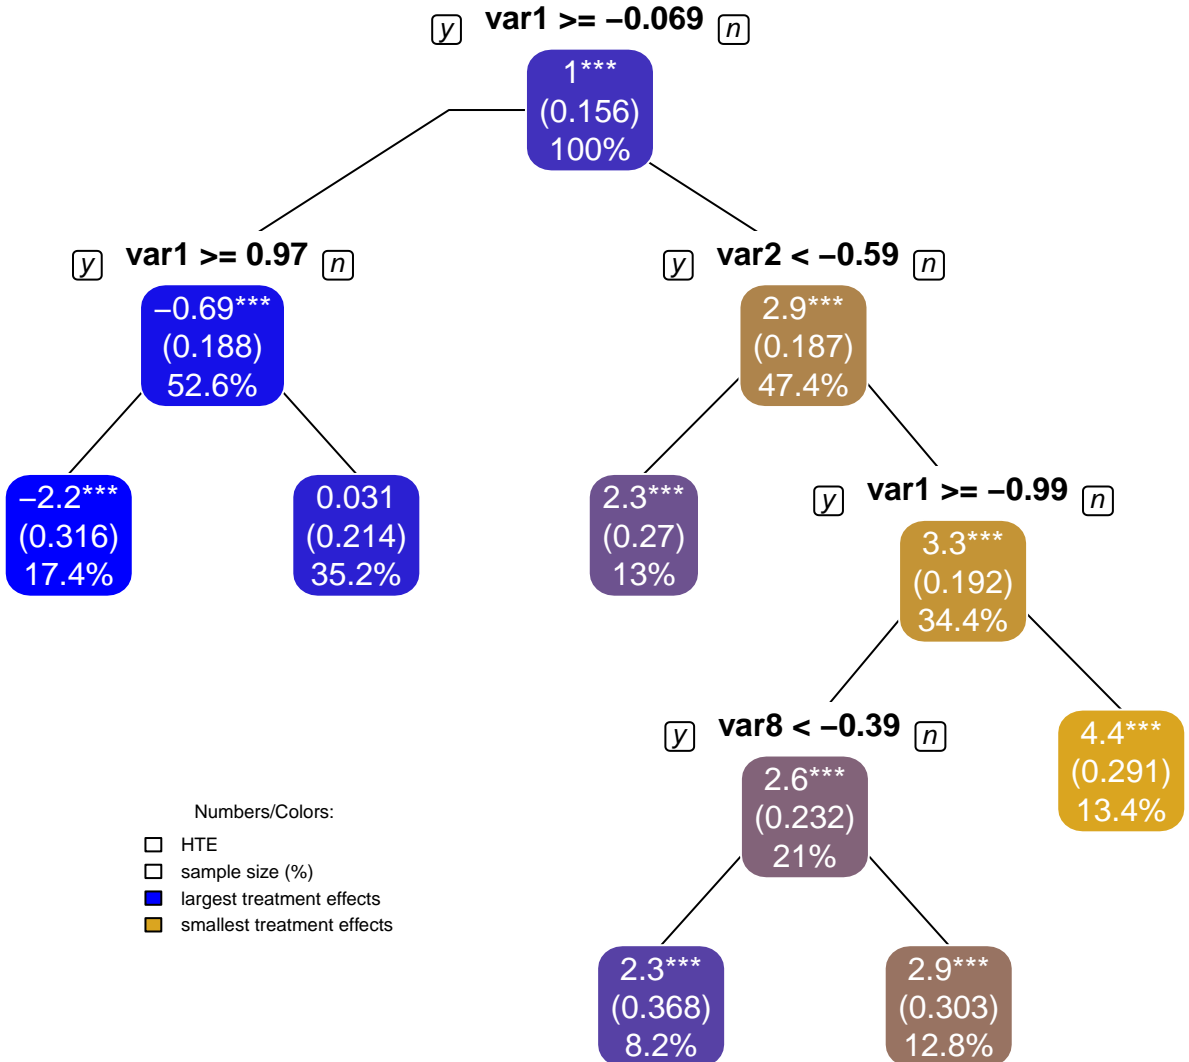 var1 >= −0.069
y
n
1***
(0.156)
100%
var1 >= 0.97
y
n
−0.69***
(0.188)
52.6%
var2 < −0.59
y
n
2.9***
(0.187)
47.4%
−2.2***
(0.316)
17.4%
0.031
(0.214)
35.2%
2.3***
(0.27)
13%
var1 >= −0.99
y
n
3.3***
(0.192)
34.4%
var8 < −0.39
y
n
2.6***
(0.232)
21%
4.4***
(0.291)
13.4%
2.3***
(0.368)
8.2%
2.9***
(0.303)
12.8%
Numbers/Colors:
HTE
sample size (%)
largest treatment effects
smallest treatment effects